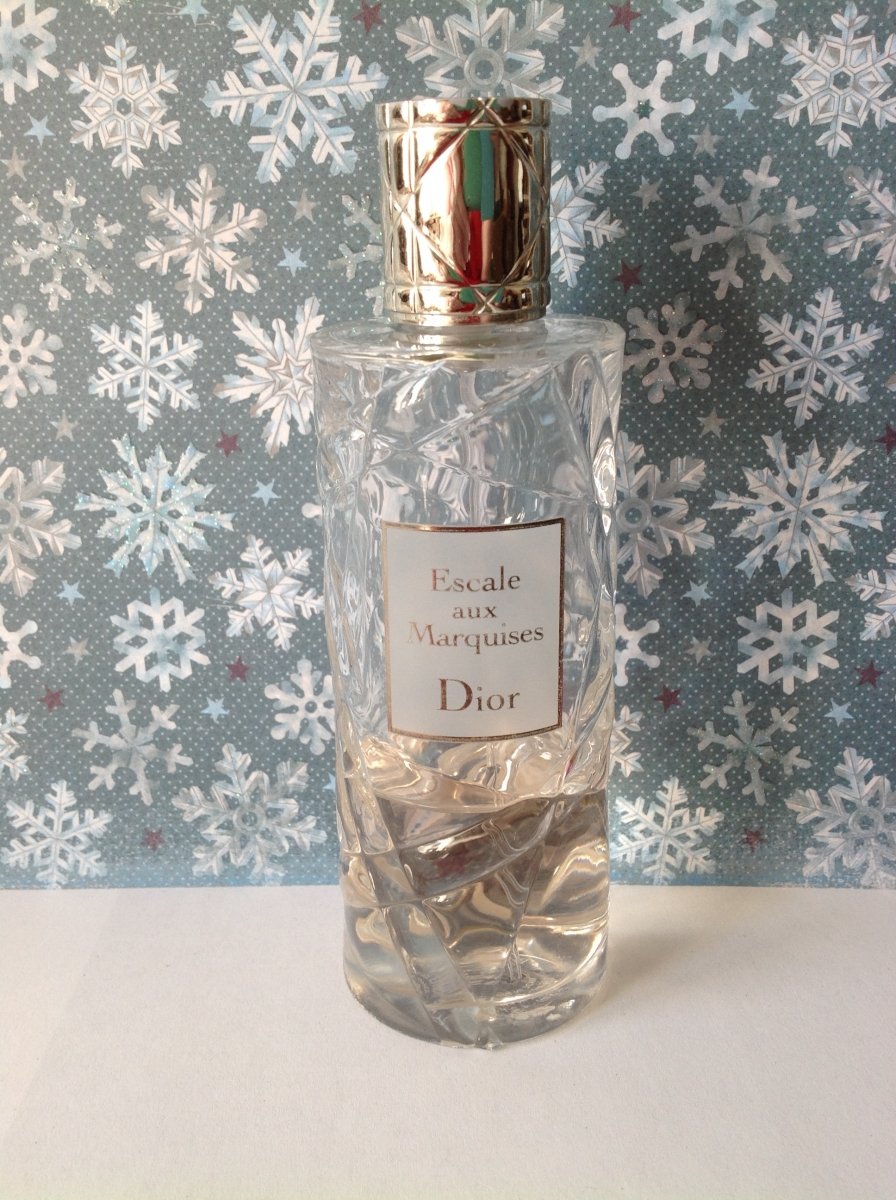 Escale
aux
Marquises
Dior